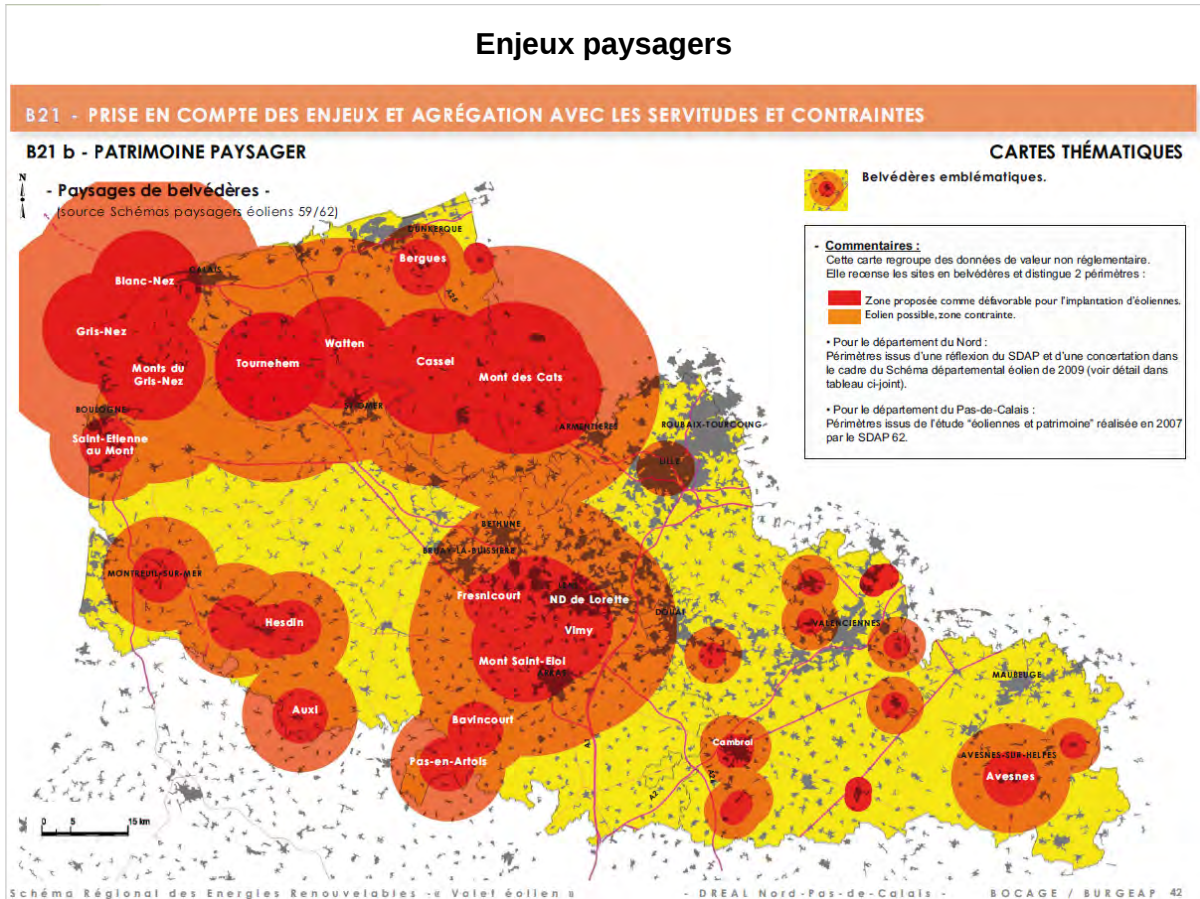 Enjeux paysagers
B21 - PRISE EN COMPTE DES ENJEUX ET AGRÉGATION AVEC LES SERVITUDES ET CONTRAINTES
B21 b - PATRIMOINE PAYSAGER
CARTES THÉMATIQUES
N
- Paysages de belvédères -
(source Schémas paysagers éoliens 59/62)
Belvédères emblématiques.
- Commentaires :
Cette carte regroupe des données de valeur non réglementaire.
Elle recense les sites en belvédères et distingue 2 périmètres :
Zone proposée comme défavorable pour l'implantation d'éoliennes.
Eolien possible, zone contrainte.
• Pour le département du Nord :
Périmètres issus d'une réflexion du SDAP et d'une concertation dans
le cadre du Schéma départemental éolien de 2009 (voir détail dans
tableau ci-joint).
• Pour le département du Pas-de-Calais :
Périmètres issus de l'étude "éoliennes et patrimoine" réalisée en 2007
par le SDAP 62.
DUNKERQUE
Bergues
CALAIS
Blanc-Nez
A25
Gris-Nez
Watten
Tournehem
Cassel
Monts du
Gris-Nez
Mont des Cats
BOULOGNE
ST OMER
ARMENTIERES
ROUBAIX-TOURCOING
Saint-Etienne
au Mont
LILLE
BETHUNE
BRUAY-LA-BUISSIERE
MONTREUIL-SUR-MER
LENS
Fresnicourt
ND de Lorette
DOUAI
Hesdin
Vimy
VALENCIENNES
Mont Saint-Eloi
ARRAS
MAUBEUGE
Auxi
Bavincourt
Cambrai
A1
Pas-en-Artois
AVESNES-SUR-HELPES
Avesnes
A26
A2
0 5 15 km
Schéma Régional des Energies Renouvelables -« Volet éolien »
- DREAL Nord-Pas-de-Calais -
BOCAGE / BURGEAP 42